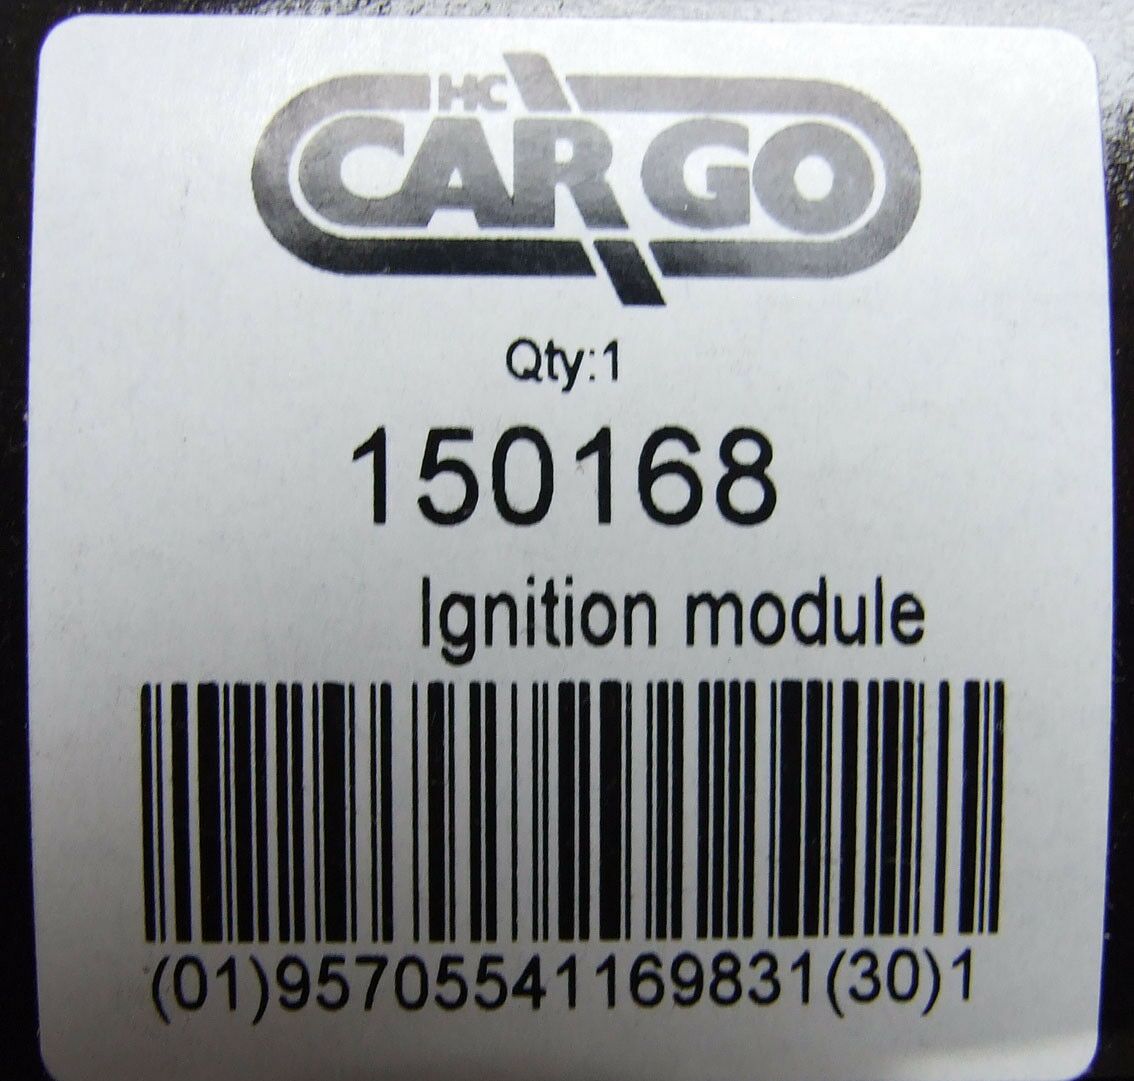 HC
CARGO
Qty:1
150168
Ignition module
(01)95705541169831(30)1